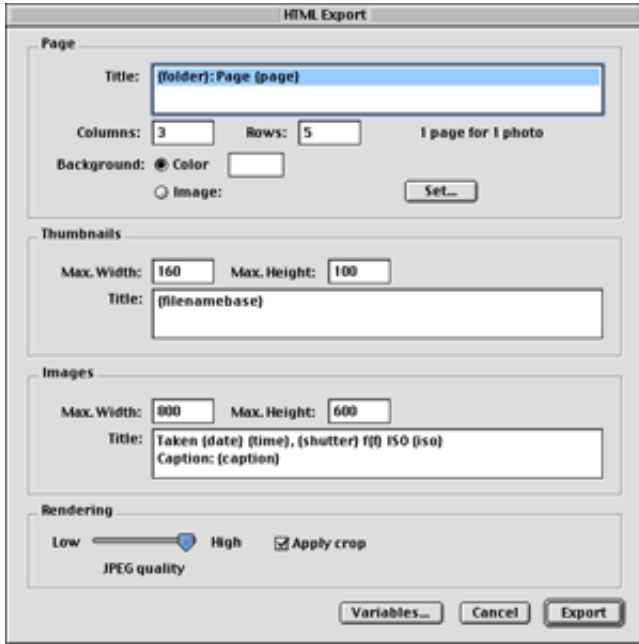 HTML Export
Page
Title: {folder}: Page {page}
Columns: 3 Rows: 5 1 page for 1 photo
Background: Color
Image: Set...
Thumbnails
Max. Width: 160 Max. Height: 100
Title: {filenamebase}
Images
Max. Width: 800 Max. Height: 600
Title: Taken {date} {time}, {shutter} f{f} ISO {iso}
Caption: {caption}
Rendering
Low High Apply crop
JPEG quality
Variables... Cancel Export